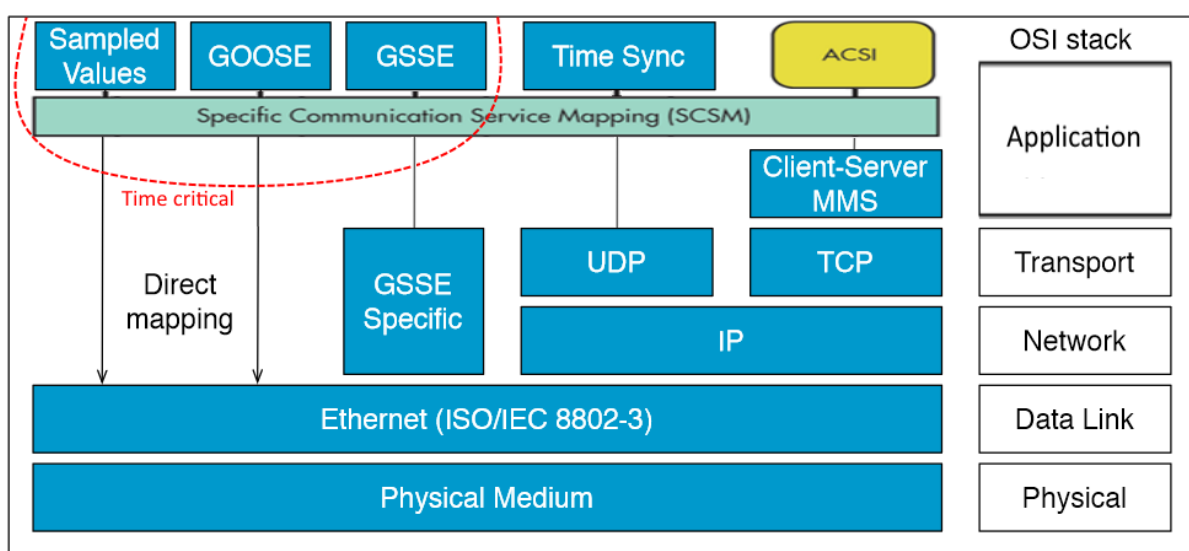 Sampled
Values
GOOSE
GSSE
Time Sync
ACSI
OSI stack
Specific Communication Service Mapping (SCSM)
Application
Time critical
Client-Server
MMS
Direct
mapping
GSSE
Specific
UDP
TCP
Transport
IP
Network
Ethernet (ISO/IEC 8802-3)
Data Link
Physical Medium
Physical